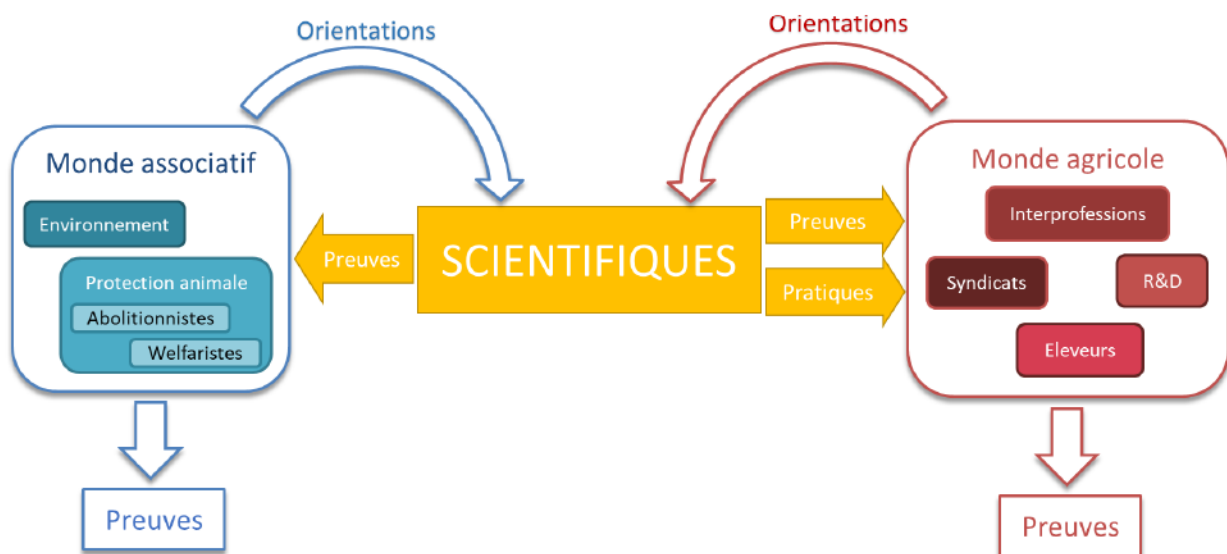 Orientations
Orientations
Monde associatif
Environnement
Protection animale
Abolitionnistes
Welfaristes
Preuves
SCIENTIFIQUES
Preuves
Pratiques
Monde agricole
Interprofessions
Syndicats
R&D
Eleveurs
Preuves
Preuves